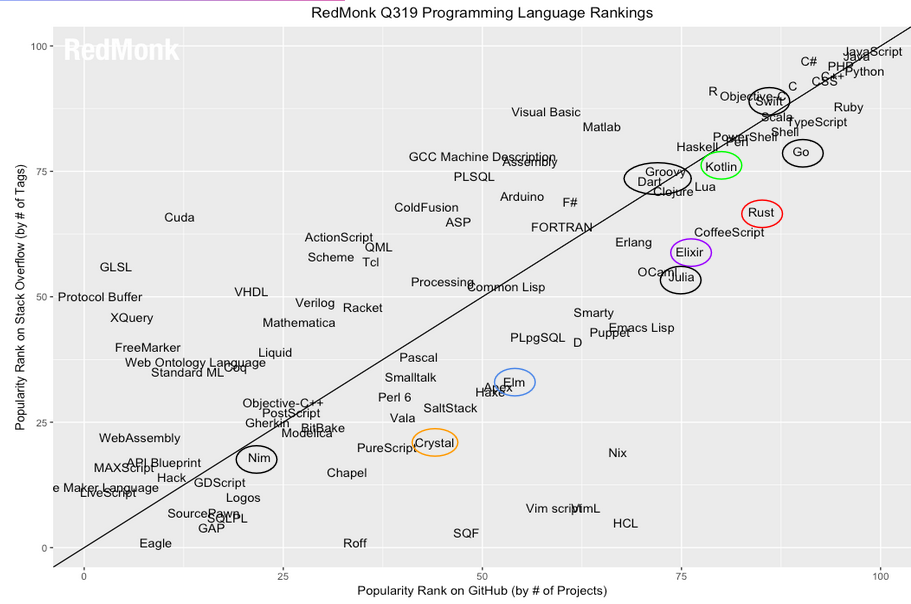 RedMonk Q319 Programming Language Rankings
RedMonk
100
75
50
25
0
Popularity Rank on Stack Overflow (by # of Tags)
JavaScript
Java
C#
PHP
Python
C++
CSS
C
R
Objective-C
Swift
Ruby
Visual Basic
Scala
TypeScript
Matlab
Shell
PowerShell
Perl
Haskell
Go
GCC Machine Description
Assembly
Kotlin
Groovy
PLSQL
Dart
Lua
Clojure
Arduino
F#
ColdFusion
Rust
Cuda
ASP
FORTRAN
CoffeeScript
ActionScript
Erlang
QML
Elixir
Scheme
Tcl
GLSL
OCaml
Julia
Processing
Common Lisp
VHDL
Protocol Buffer
Verilog
Racket
Smarty
XQuery
Mathematica
Emacs Lisp
Puppet
PLpgSQL
D
FreeMarker
Liquid
Pascal
Web Ontology Language
Coq
Standard ML
Smalltalk
Elm
Apex
Haxe
Perl 6
Objective-C++
SaltStack
PostScript
Vala
Gherkin
BitBake
Modelica
WebAssembly
Crystal
PureScript
Nix
Nim
API Blueprint
MAXScript
Chapel
Hack
GDScript
e Maker Language
LiveScript
Logos
Vim script
VimL
SourcePawn
SQLPL
HCL
GAP
SQF
Eagle
Roff
0
25
50
75
100
Popularity Rank on GitHub (by # of Projects)